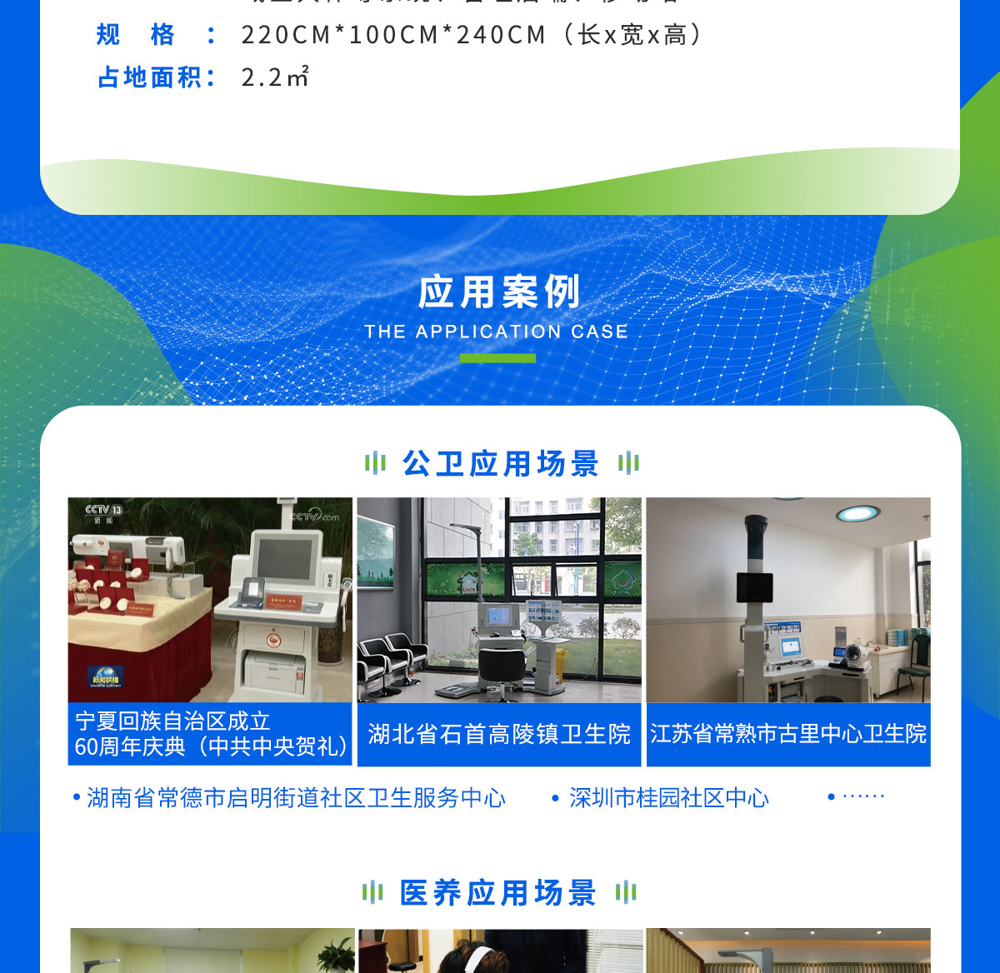 规 格 : 220CM*100CM*240CM（长x宽x高）
占地面积: 2.2㎡
应用案例
THE APPLICATION CASE
公卫应用场景
CCTV 13
新闻
CCTV.com
新闻联播
宁夏回族自治区成立
60周年庆典（中共中央贺礼）
湖北省石首高陵镇卫生院
江苏省常熟市古里中心卫生院
• 湖南省常德市启明街道社区卫生服务中心 • 深圳市桂园社区中心 • ……
医养应用场景